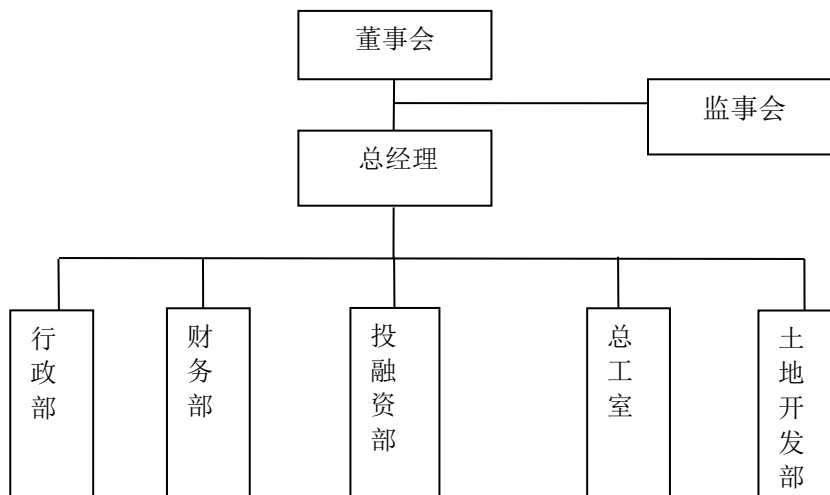 董事会
监事会
总经理
行政部
财务部
投融资部
总工室
土地开发部